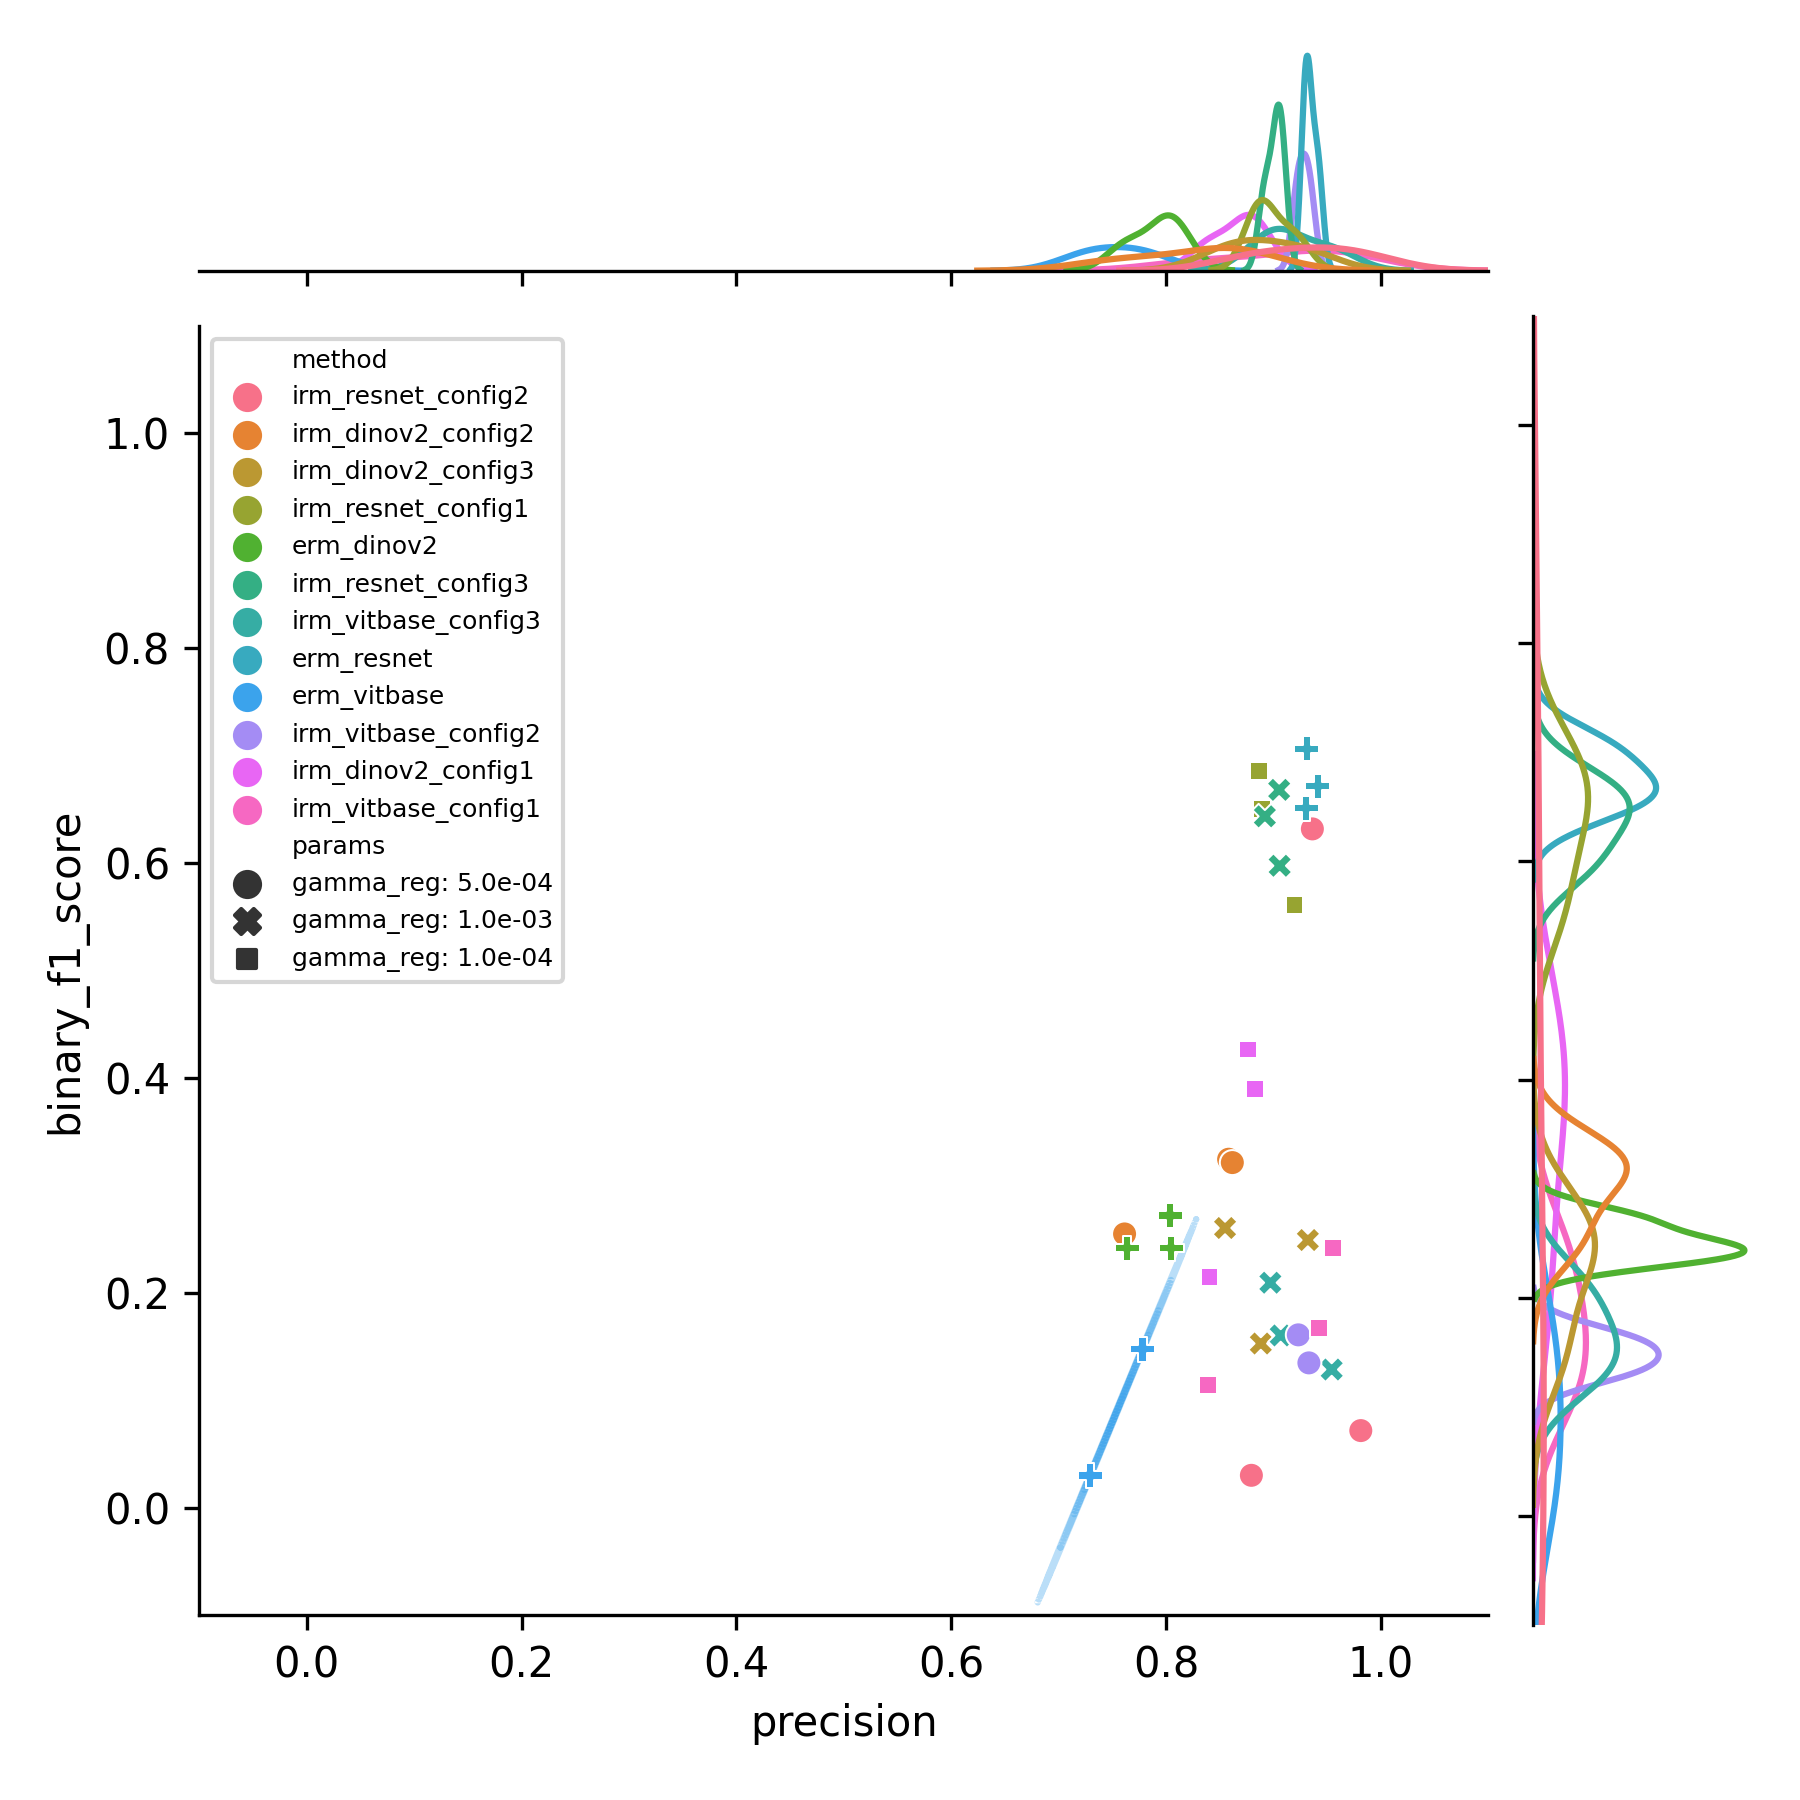 method
irm_resnet_config2
irm_dinov2_config2
irm_dinov2_config3
irm_resnet_config1
erm_dinov2
irm_resnet_config3
irm_vitbase_config3
erm_resnet
erm_vitbase
irm_vitbase_config2
irm_dinov2_config1
irm_vitbase_config1
params
gamma_reg: 5.0e-04
gamma_reg: 1.0e-03
gamma_reg: 1.0e-04
1.0
0.8
0.6
0.4
0.2
0.0
binary_f1_score
0.0 0.2 0.4 0.6 0.8 1.0
precision